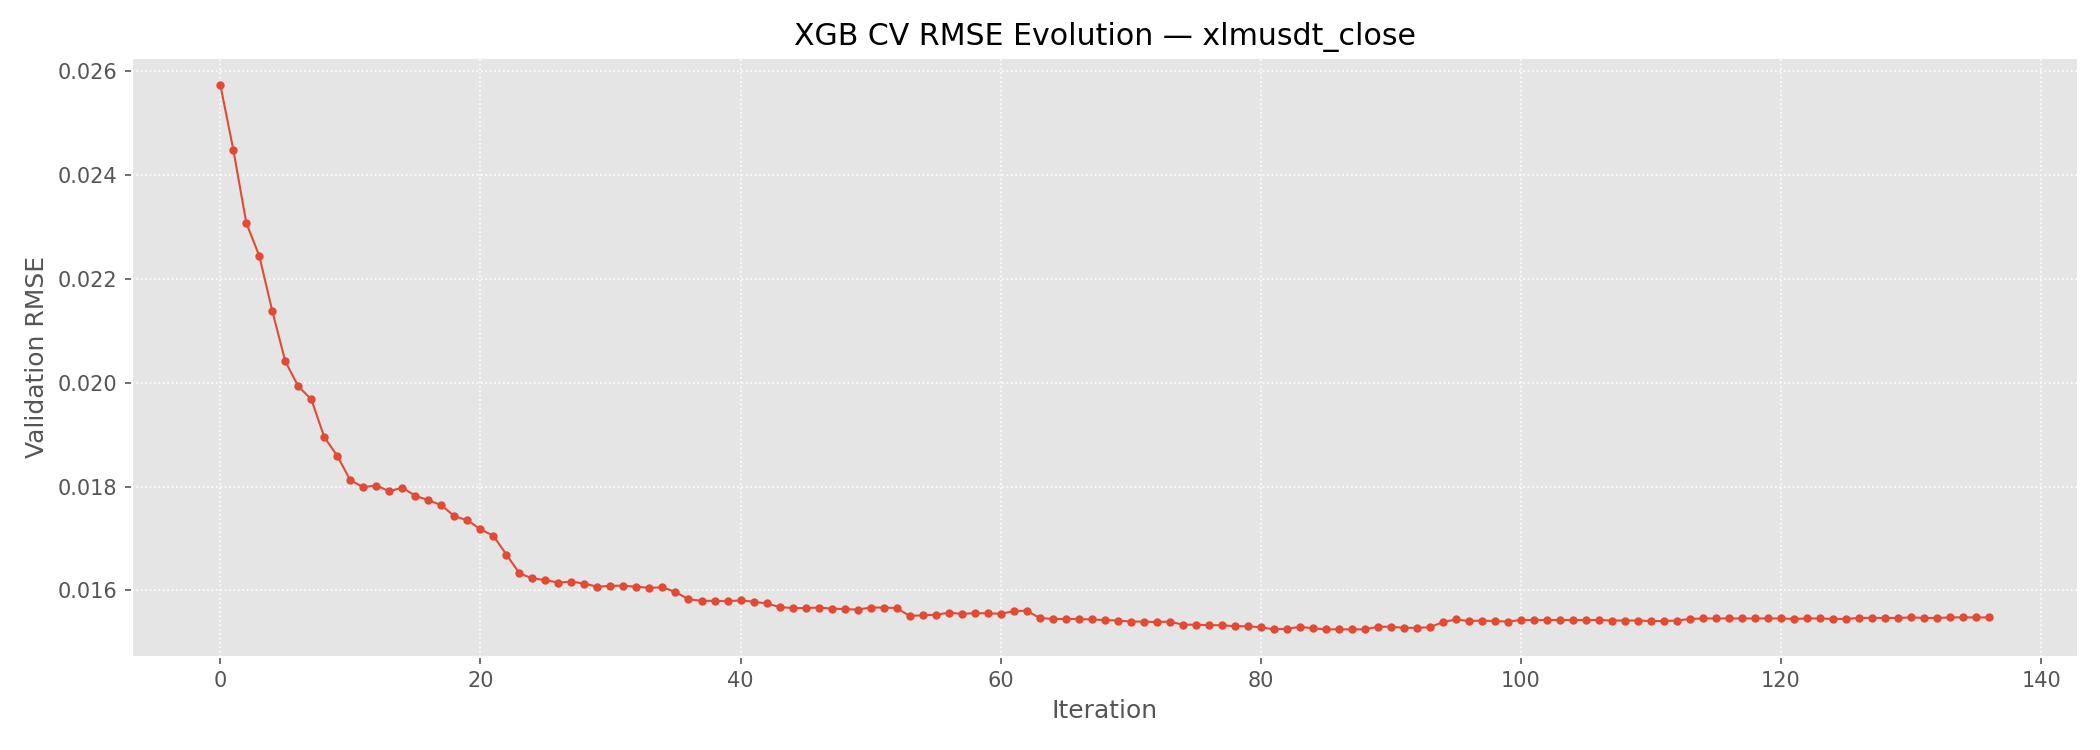 XGB CV RMSE Evolution — xlmusdt_close
Validation RMSE
0.026
0.024
0.022
0.020
0.018
0.016
0 20 40 60 80 100 120 140
Iteration